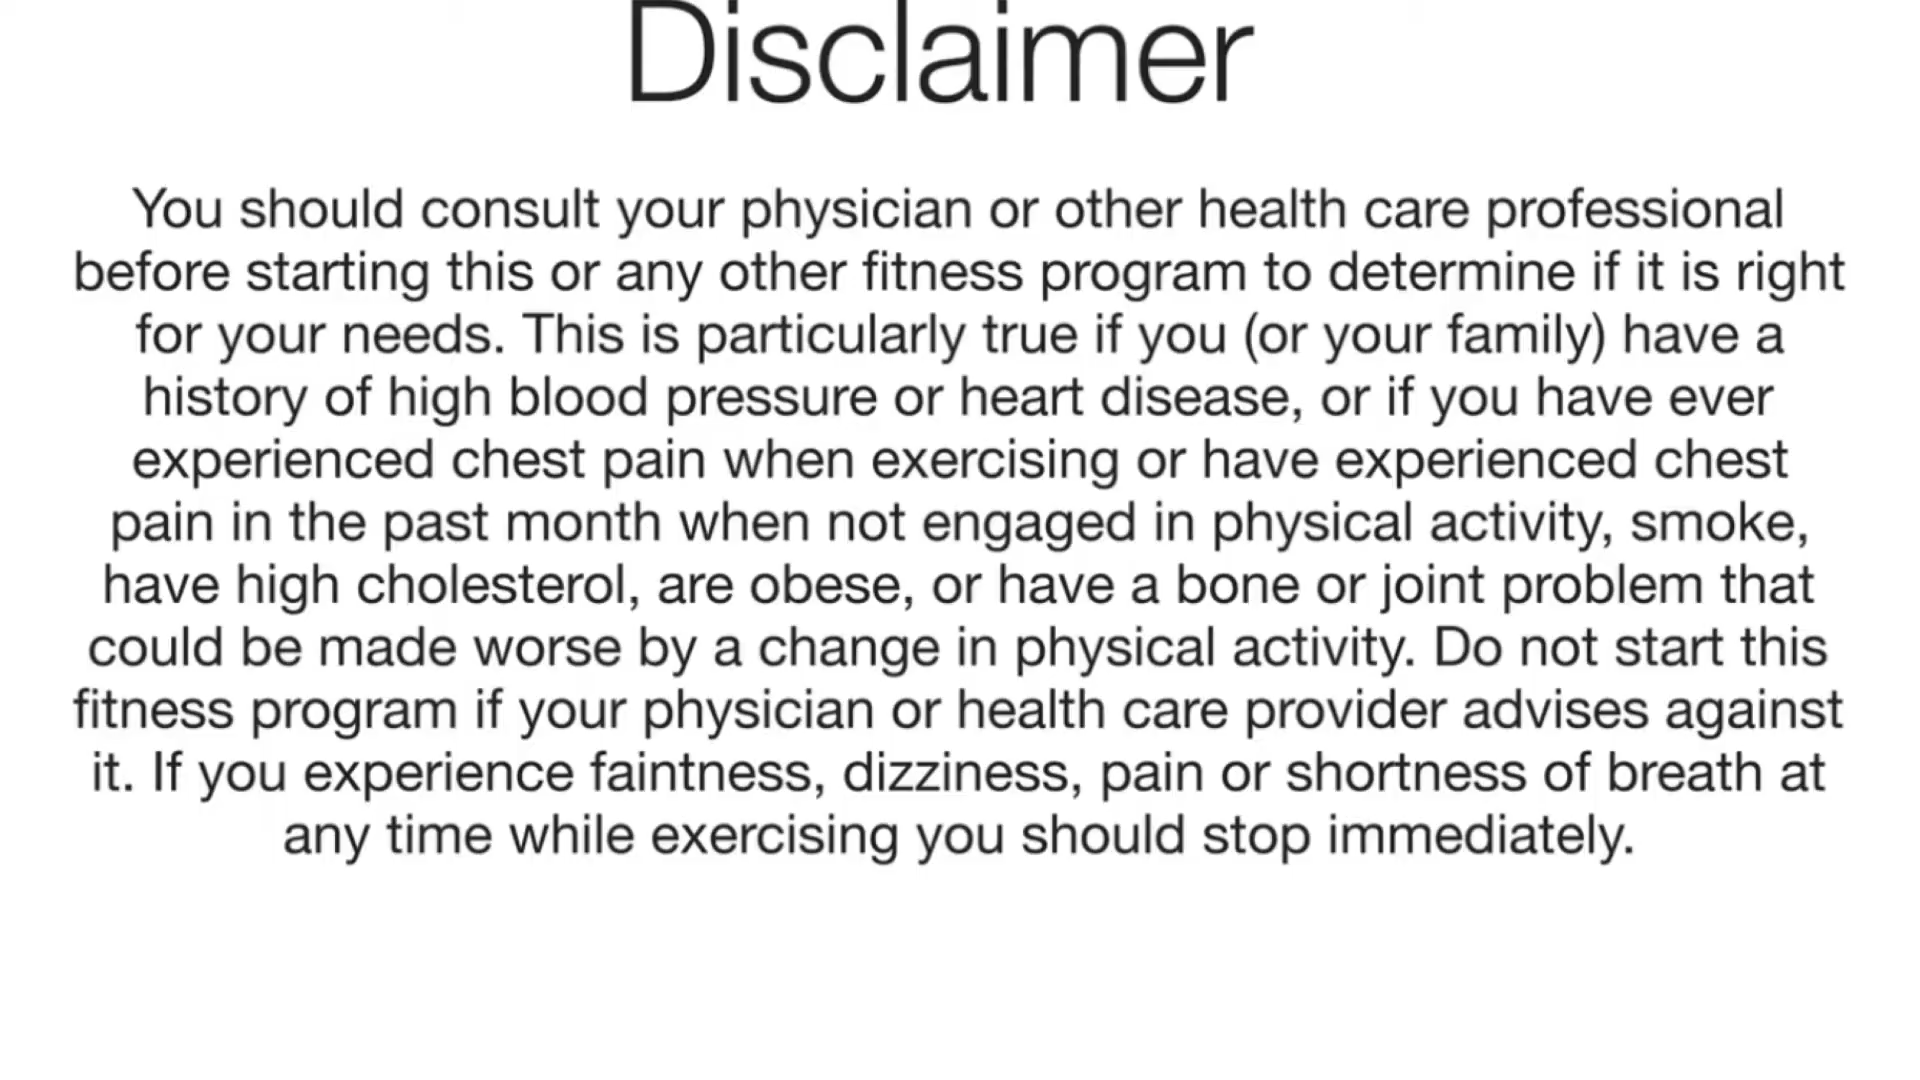 Disclaimer
You should consult your physician or other health care professional
before starting this or any other fitness program to determine if it is right
for your needs. This is particularly true if you (or your family) have a
history of high blood pressure or heart disease, or if you have ever
experienced chest pain when exercising or have experienced chest
pain in the past month when not engaged in physical activity, smoke,
have high cholesterol, are obese, or have a bone or joint problem that
could be made worse by a change in physical activity. Do not start this
fitness program if your physician or health care provider advises against
it. If you experience faintness, dizziness, pain or shortness of breath at
any time while exercising you should stop immediately.